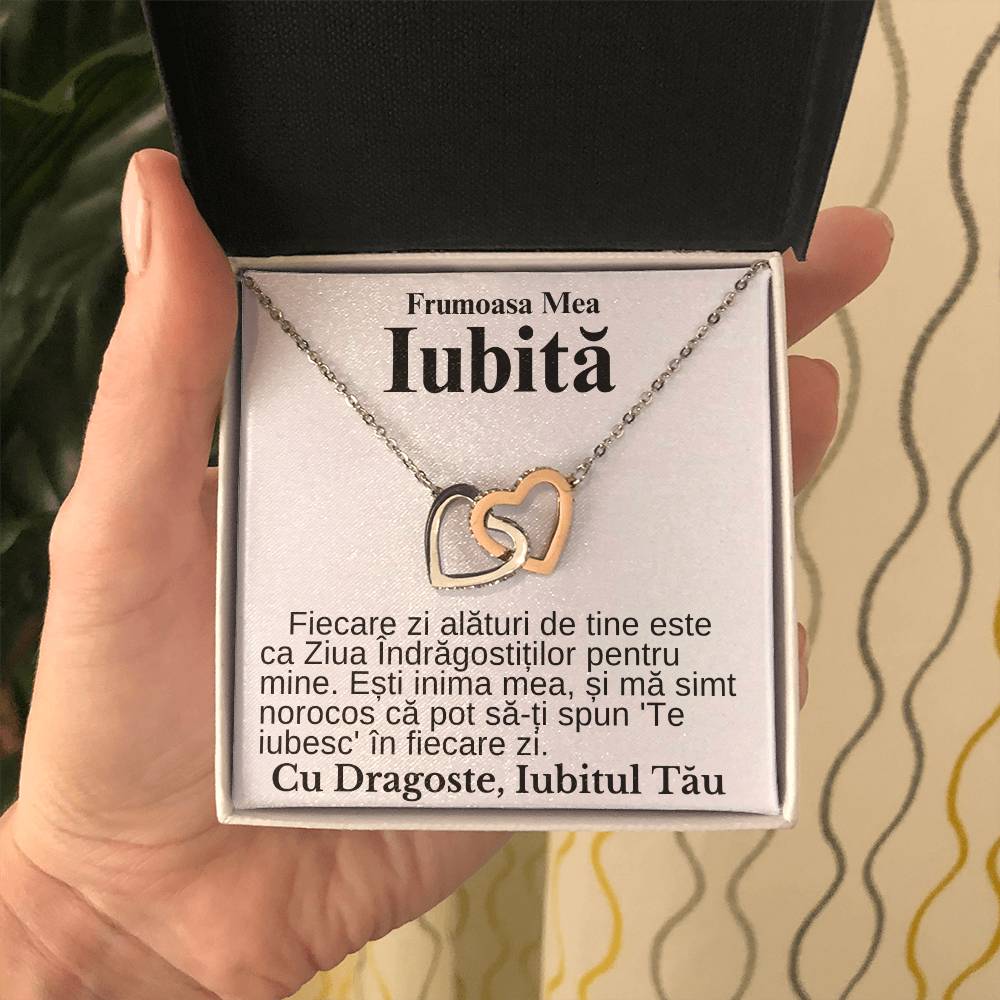 Frumoasa Mea
Iubită
Fiecare zi alături de tine este
ca Ziua Îndrăgostiților pentru
mine. Ești inima mea, și mă simt
norocos că pot să-ți spun 'Te
iubesc' în fiecare zi.
Cu Dragoste, Iubitul Tău